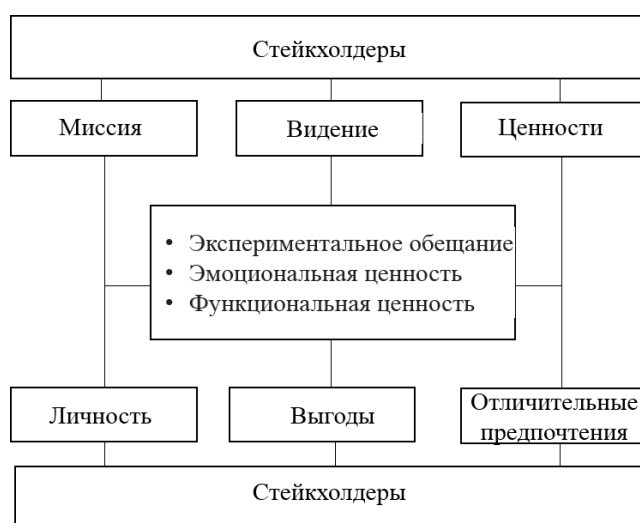 Стейкхолдеры
Миссия
Видение
Ценности
• Экспериментальное обещание
• Эмоциональная ценность
• Функциональная ценность
Личность
Выгоды
Отличительные
предпочтения
Стейкхолдеры